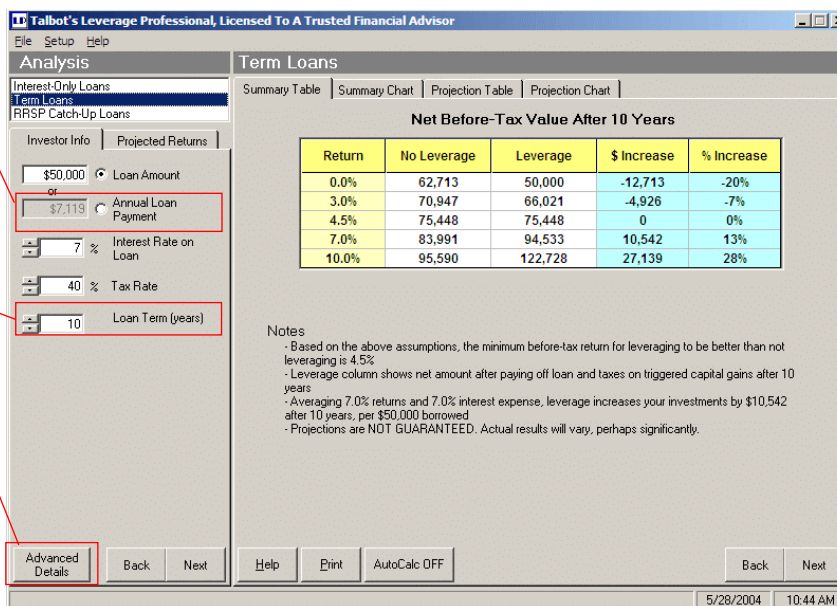 Talbot's Leverage Professional, Licensed To A Trusted Financial Advisor
File Setup Help
Analysis
Interest-Only Loans
Term Loans
RRSP Catch-Up Loans
Investor Info Projected Returns
$50,000 Loan Amount
or
$7,119 Annual Loan
Payment
7 % Interest Rate on
Loan
40 % Tax Rate
10 Loan Term (years)
Advanced
Details
Back Next
Term Loans
Summary Table Summary Chart Projection Table Projection Chart
Net Before-Tax Value After 10 Years
Return No Leverage Leverage $ Increase % Increase
0.0% 62,713 50,000 -12,713 -20%
3.0% 70,947 66,021 -4,926 -7%
4.5% 75,448 75,448 0 0%
7.0% 83,991 94,533 10,542 13%
10.0% 95,590 122,728 27,139 28%
Notes
- Based on the above assumptions, the minimum before-tax return for leveraging to be better than not
leveraging is 4.5%
- Leverage column shows net amount after paying off loan and taxes on triggered capital gains after 10
years
- Averaging 7.0% returns and 7.0% interest expense, leverage increases your investments by $10,542
after 10 years, per $50,000 borrowed
- Projections are NOT GUARANTEED. Actual results will vary, perhaps significantly.
Help Print AutoCalc OFF Back Next
5/28/2004 10:44 AM